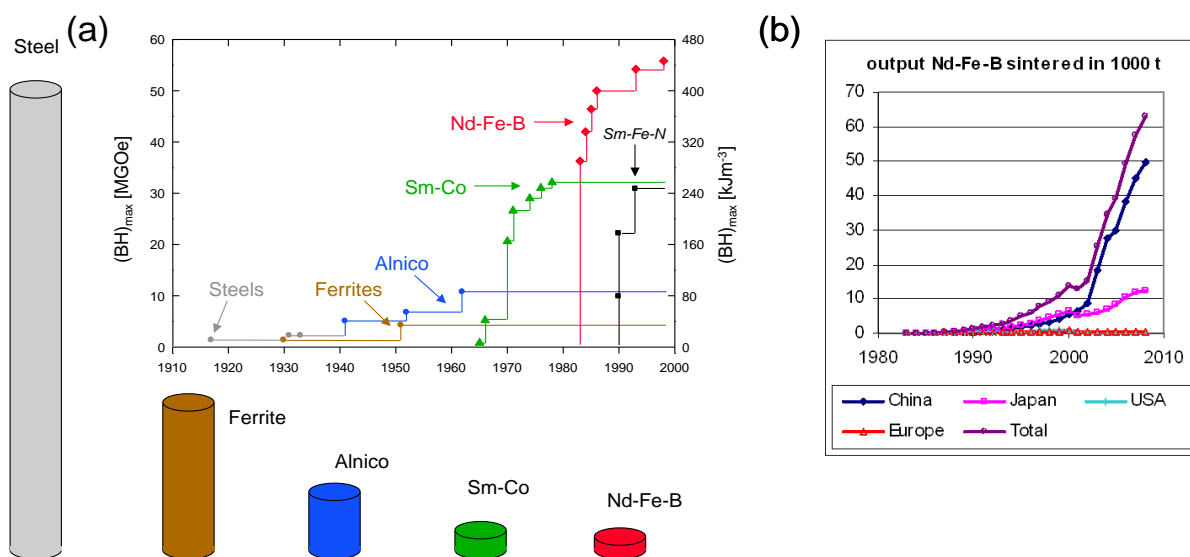 Steel
(a)
60
50
40
30
20
10
0
(BH)max [MGOe]
480
400
320
240
160
80
0
(BH)max [kJm-3]
1910 1920 1930 1940 1950 1960 1970 1980 1990 2000
Nd-Fe-B
Sm-Fe-N
Sm-Co
Alnico
Steels
Ferrites
Ferrite
Alnico
Sm-Co
Nd-Fe-B
(b)
output Nd-Fe-B sintered in 1000 t
70
60
50
40
30
20
10
0
1980 1990 2000 2010
China Japan USA
Europe Total